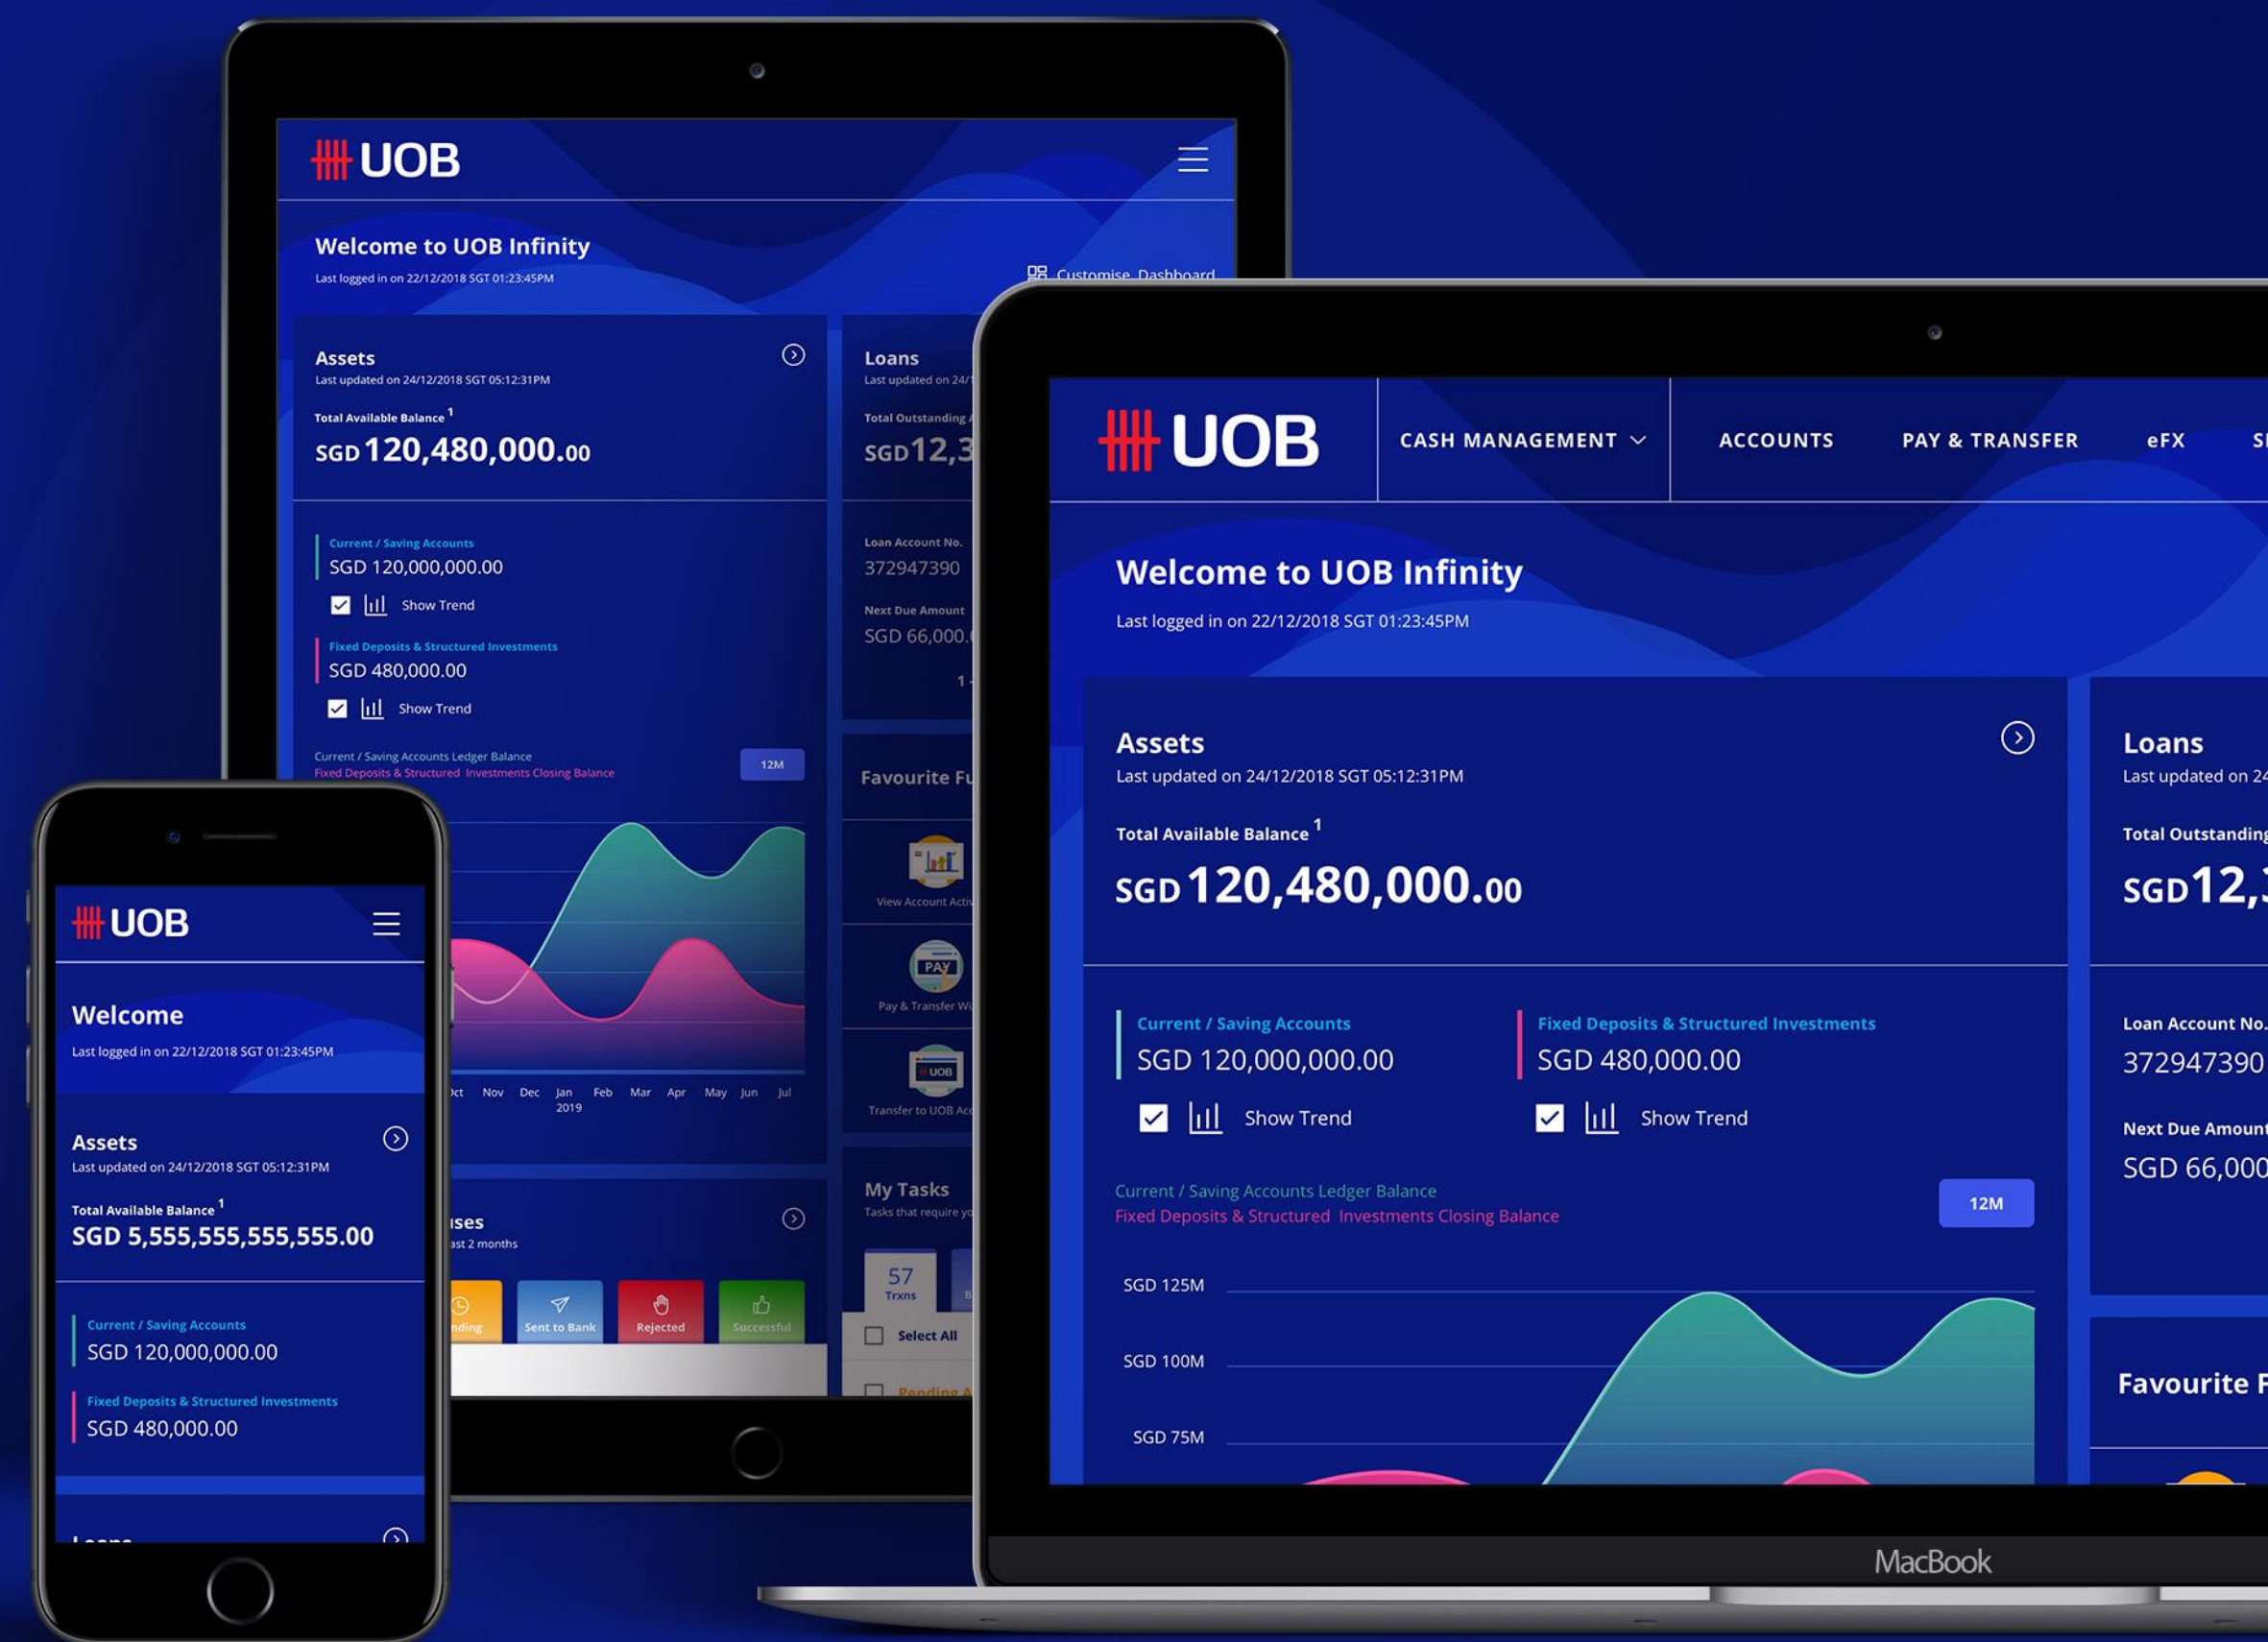 UOB
Welcome to UOB Infinity
Last logged in on 22/12/2018 SGT 01:23:45PM
Customise Dashboard
Assets
Last updated on 24/12/2018 SGT 05:12:31PM
Total Available Balance 1
SGD 120,480,000.00
Current / Saving Accounts
SGD 120,000,000.00
Show Trend
Fixed Deposits & Structured Investments
SGD 480,000.00
Show Trend
Current / Saving Accounts Ledger Balance
Fixed Deposits & Structured Investments Closing Balance
12M
Nov Dec Jan Feb Mar Apr May Jun Jul
2019
2 months
Sent to Bank Rejected Successful
Loans
Last updated on
Total Outstanding
SGD 12,3
Loan Account No.
372947390
Next Due Amount
SGD 66,000.
1 -
Favourite
View Account
Pay & Transfer
Transfer to UOB
My Tasks
Tasks that require
57
Trxns
Select All
Pending
UOB
Welcome
Last logged in on 22/12/2018 SGT 01:23:45PM
Assets
Last updated on 24/12/2018 SGT 05:12:31PM
Total Available Balance 1
SGD 5,555,555,555,555.00
Current / Saving Accounts
SGD 120,000,000.00
Fixed Deposits & Structured Investments
SGD 480,000.00
UOB
CASH MANAGEMENT ACCOUNTS PAY & TRANSFER eFX
Welcome to UOB Infinity
Last logged in on 22/12/2018 SGT 01:23:45PM
Assets
Last updated on 24/12/2018 SGT 05:12:31PM
Total Available Balance 1
SGD 120,480,000.00
Current / Saving Accounts
SGD 120,000,000.00
Show Trend
Fixed Deposits & Structured Investments
SGD 480,000.00
Show Trend
Current / Saving Accounts Ledger Balance
Fixed Deposits & Structured Investments Closing Balance
12M
SGD 125M
SGD 100M
SGD 75M
Loans
Last updated on
Total Outstanding
SGD 12,3
Loan Account No.
372947390
Next Due Amount
SGD 66,000
Favourite
MacBook